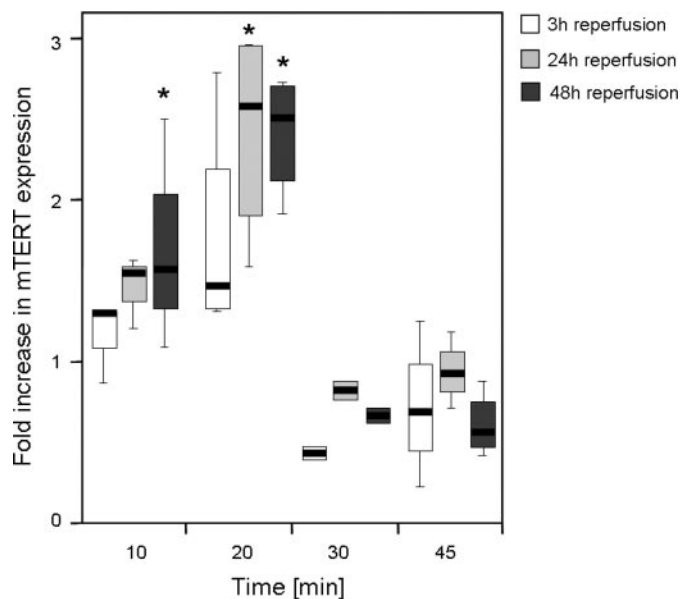 3h reperfusion
24h reperfusion
48h reperfusion
Fold increase in mTERT expression
3
2
1
0
*
*
*
10 20 30 45
Time [min]